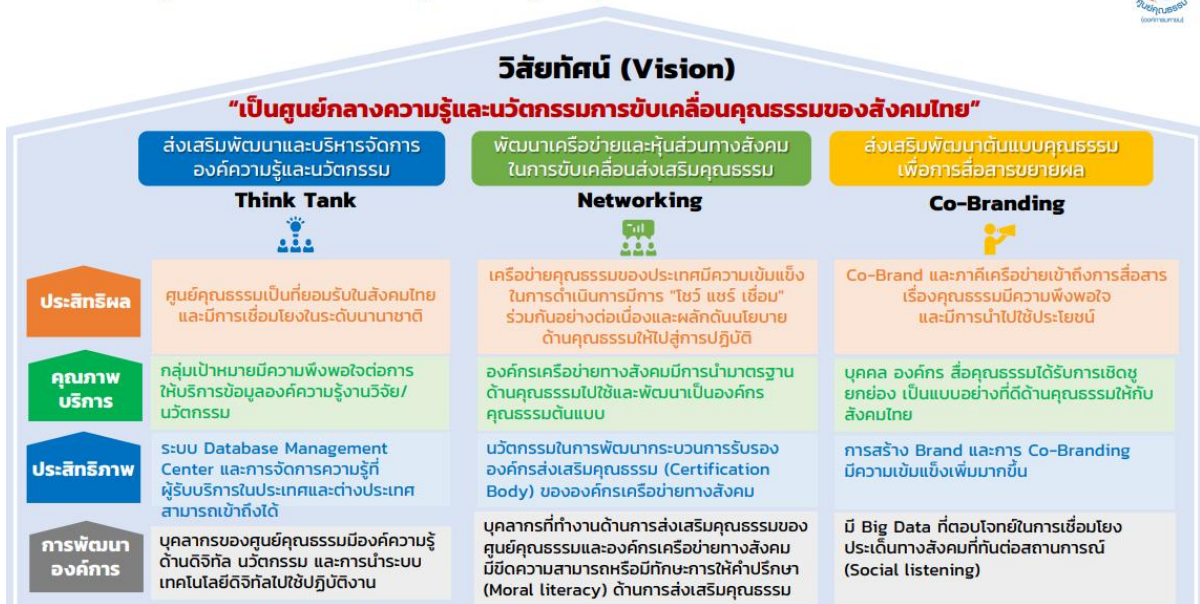 ศูนย์คุณธรรม
(องค์การมหาชน)
วิสัยทัศน์ (Vision)
“เป็นศูนย์กลางความรู้และนวัตกรรมการขับเคลื่อนคุณธรรมของสังคมไทย”
ส่งเสริมพัฒนาและบริหารจัดการ
องค์ความรู้และนวัตกรรม
Think Tank
พัฒนาเครือข่ายและหุ้นส่วนทางสังคม
ในการขับเคลื่อนส่งเสริมคุณธรรม
Networking
ส่งเสริมพัฒนาต้นแบบคุณธรรม
เพื่อการสื่อสารขยายผล
Co-Branding
ประสิทธิผล
ศูนย์คุณธรรมเป็นที่ยอมรับในสังคมไทย
และมีการเชื่อมโยงในระดับนานาชาติ
เครือข่ายคุณธรรมของประเทศมีความเข้มแข็ง
ในการดำเนินการมีการ "โชว์ แชร์ เชื่อม"
ร่วมกันอย่างต่อเนื่องและผลักดันนโยบาย
ด้านคุณธรรมให้ไปสู่การปฏิบัติ
Co-Brand และภาคีเครือข่ายเข้าถึงการสื่อสาร
เรื่องคุณธรรมมีความพึงพอใจ
และมีการนำไปใช้ประโยชน์
คุณภาพ
บริการ
กลุ่มเป้าหมายมีความพึงพอใจต่อการ
ให้บริการข้อมูลองค์ความรู้งานวิจัย/
นวัตกรรม
องค์กรเครือข่ายทางสังคมมีการนำมาตรฐาน
ด้านคุณธรรมไปใช้และพัฒนาเป็นองค์กร
คุณธรรมต้นแบบ
บุคคล องค์กร สื่อคุณธรรมได้รับการเชิดชู
ยกย่อง เป็นแบบอย่างที่ดีด้านคุณธรรมให้กับ
สังคมไทย
ประสิทธิภาพ
ระบบ Database Management
Center และการจัดการความรู้ที่
ผู้รับบริการในประเทศและต่างประเทศ
สามารถเข้าถึงได้
นวัตกรรมในการพัฒนากระบวนการรับรอง
องค์กรส่งเสริมคุณธรรม (Certification
Body) ขององค์กรเครือข่ายทางสังคม
การสร้าง Brand และการ Co-Branding
มีความเข้มแข็งเพิ่มมากขึ้น
การพัฒนา
องค์การ
บุคลากรของศูนย์คุณธรรมมีองค์ความรู้
ด้านดิจิทัล นวัตกรรม และการนำระบบ
เทคโนโลยีดิจิทัลไปใช้ปฏิบัติงาน
บุคลากรที่ทำงานด้านการส่งเสริมคุณธรรมของ
ศูนย์คุณธรรมและองค์กรเครือข่ายทางสังคม
มีขีดความสามารถหรือมีทักษะการให้คำปรึกษา
(Moral literacy) ด้านการส่งเสริมคุณธรรม
มี Big Data ที่ตอบโจทย์ในการเชื่อมโยง
ประเด็นทางสังคมที่ทันต่อสถานการณ์
(Social listening)